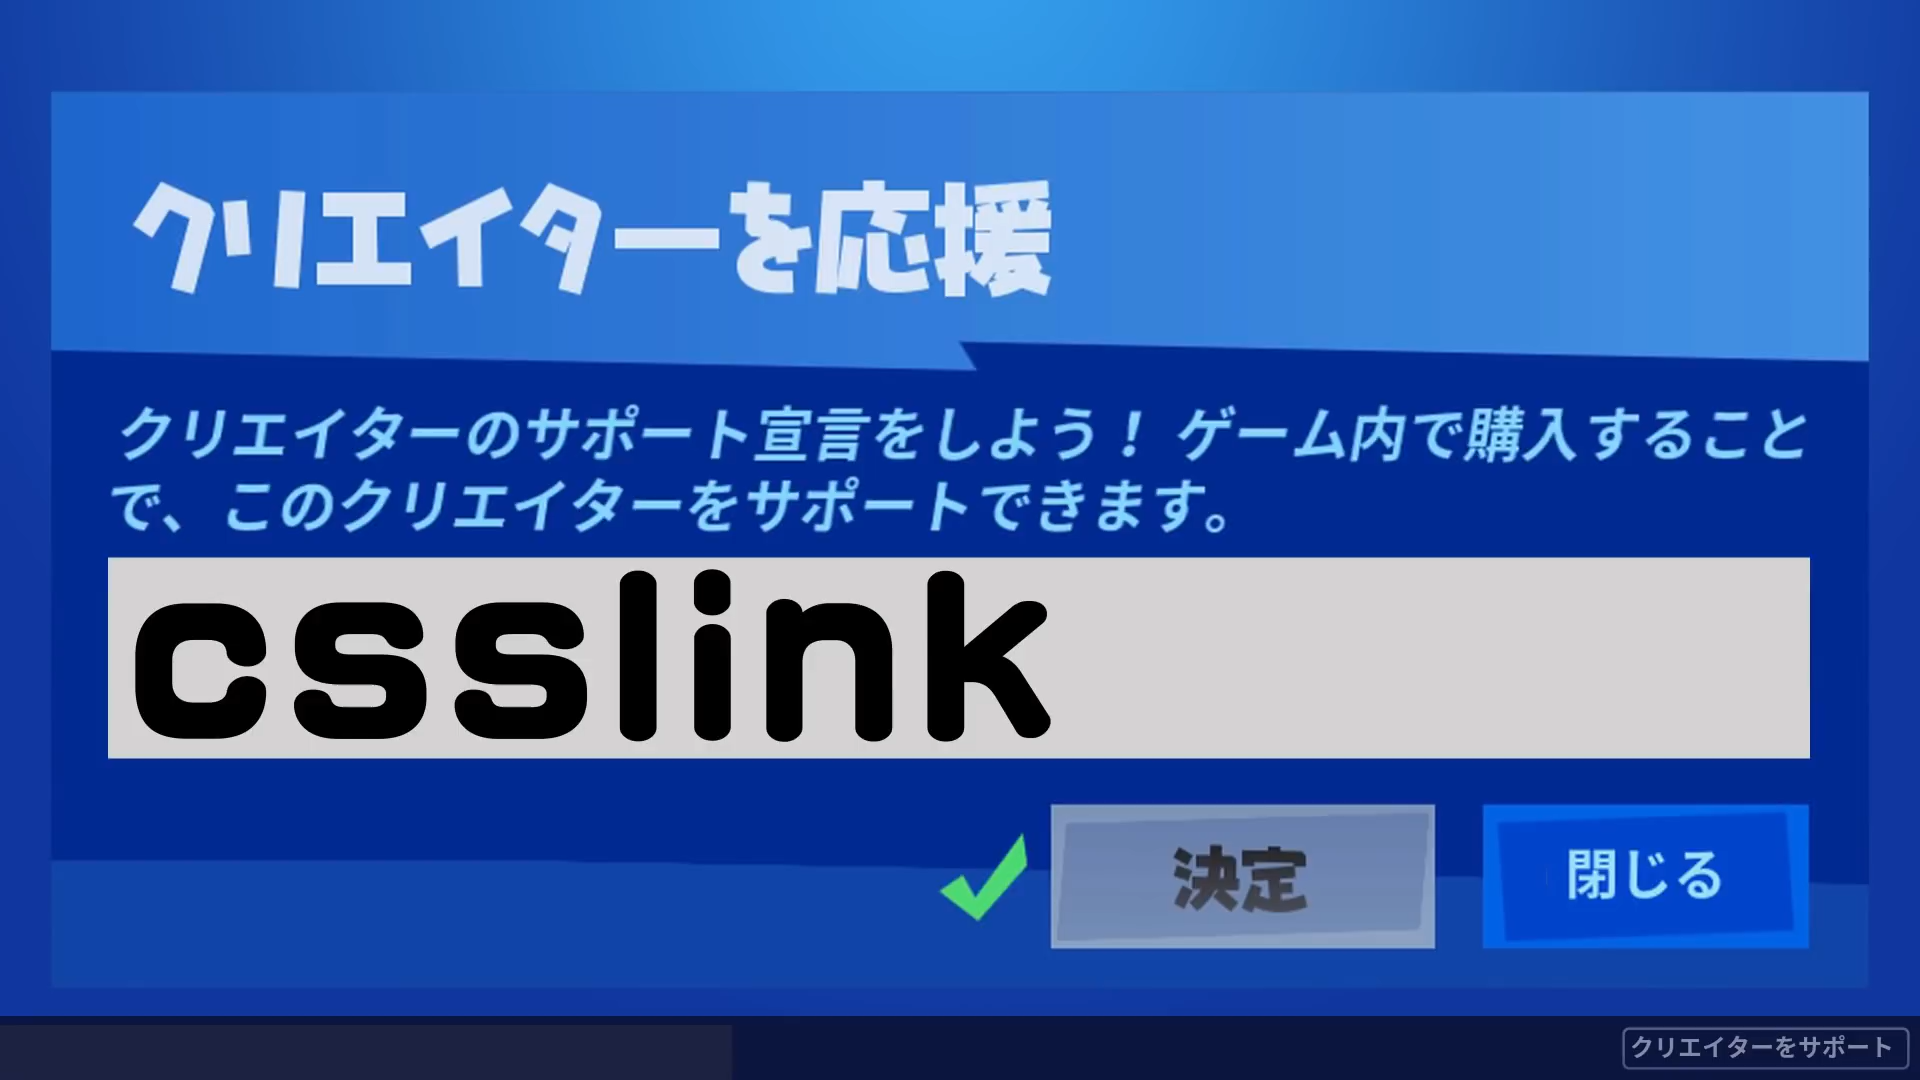 クリエイターを応援
クリエイターのサポート宣言をしよう！ ゲーム内で購入すること
で、このクリエイターをサポートできます。
csslink
決定
閉じる
クリエイターをサポート